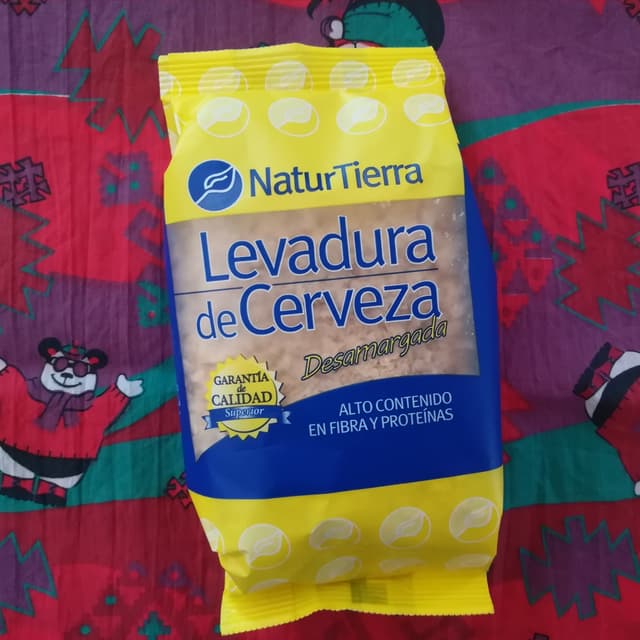 NaturTierra
Levadura
de Cerveza
Desamargada
GARANTÍA
de
CALIDAD
Superior
ALTO CONTENIDO
EN FIBRA Y PROTEÍNAS